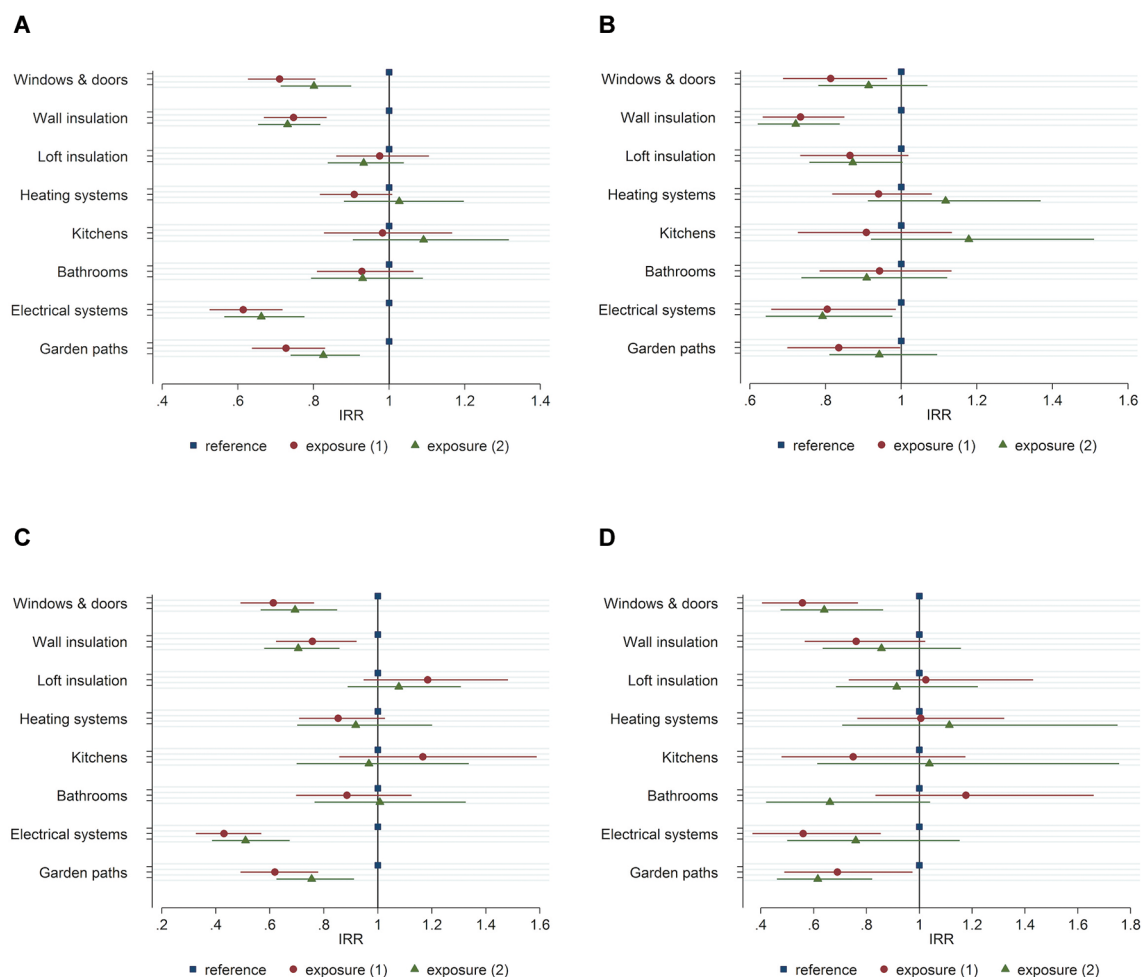 A
Windows & doors
Wall insulation
Loft insulation
Heating systems
Kitchens
Bathrooms
Electrical systems
Garden paths
.4 .6 .8 1 1.2 1.4
IRR
reference exposure (1) exposure (2)
B
Windows & doors
Wall insulation
Loft insulation
Heating systems
Kitchens
Bathrooms
Electrical systems
Garden paths
.6 .8 1 1.2 1.4 1.6
IRR
reference exposure (1) exposure (2)
C
Windows & doors
Wall insulation
Loft insulation
Heating systems
Kitchens
Bathrooms
Electrical systems
Garden paths
.2 .4 .6 .8 1 1.2 1.4 1.6
IRR
reference exposure (1) exposure (2)
D
Windows & doors
Wall insulation
Loft insulation
Heating systems
Kitchens
Bathrooms
Electrical systems
Garden paths
.4 .6 .8 1 1.2 1.4 1.6 1.8
IRR
reference exposure (1) exposure (2)